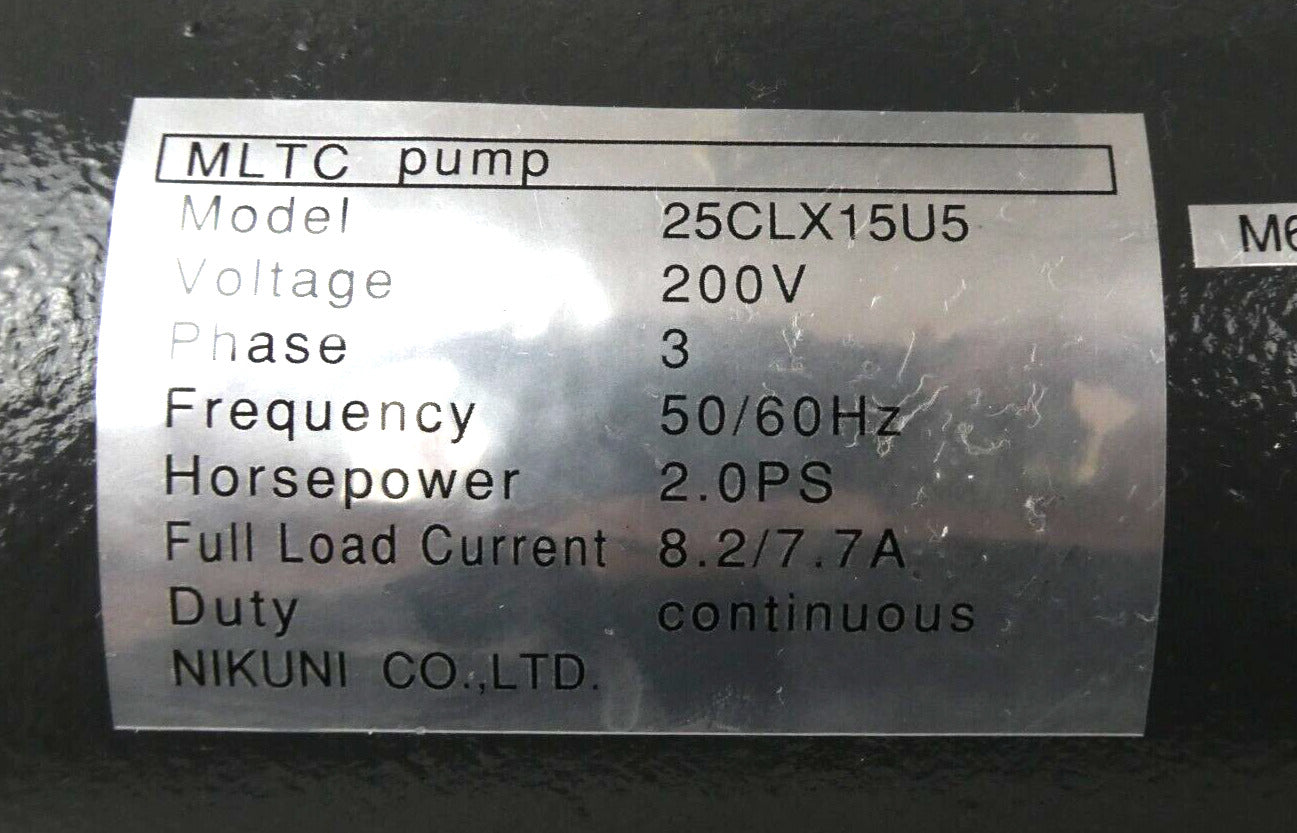 MLTC pump
Model 25CLX15U5
Voltage 200V
Phase 3
Frequency 50/60Hz
Horsepower 2.0PS
Full Load Current 8.2/7.7A
Duty continuous
NIKUNI CO.,LTD.